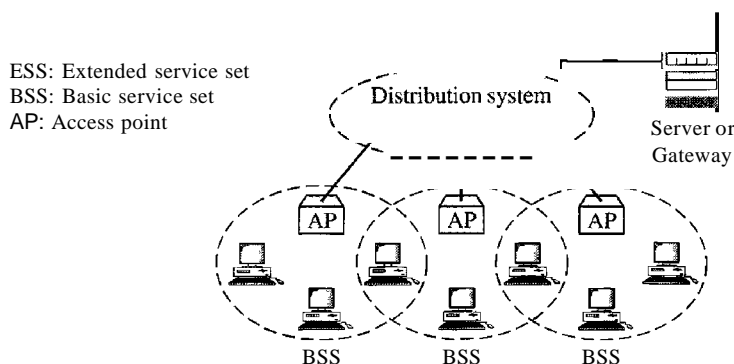 ESS: Extended service set
BSS: Basic service set
AP: Access point
Distribution system
Server or
Gateway
AP AP AP
BSS BSS BSS